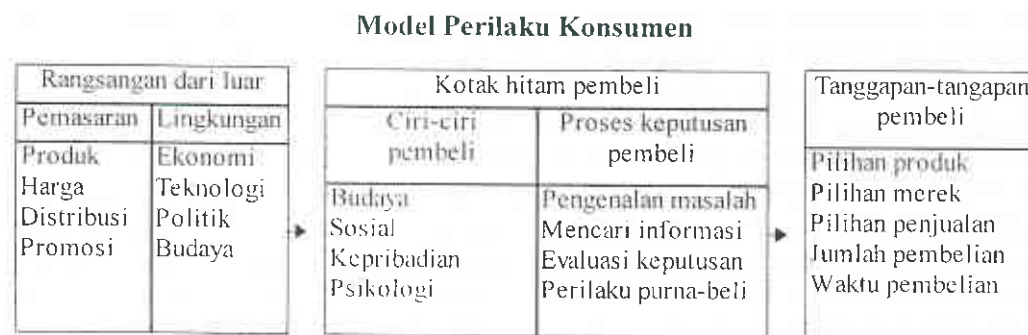 Model Perilaku Konsumen
Rangsangan dari luar
Pemasaran
Lingkungan
Produk
Harga
Distribusi
Promosi
Ekonomi
Teknologi
Politik
Budaya
Kotak hitam pembeli
Ciri-ciri
pembeli
Proses keputusan
pembeli
Budaya
Sosial
Kepribadian
Psikologi
Pengenalan masalah
Mencari informasi
Evaluasi keputusan
Perilaku purna-beli
Tanggapan-tangapan
pembeli
Pilihan produk
Pilihan merek
Pilihan penjualan
Jumlah pembelian
Waktu pembelian